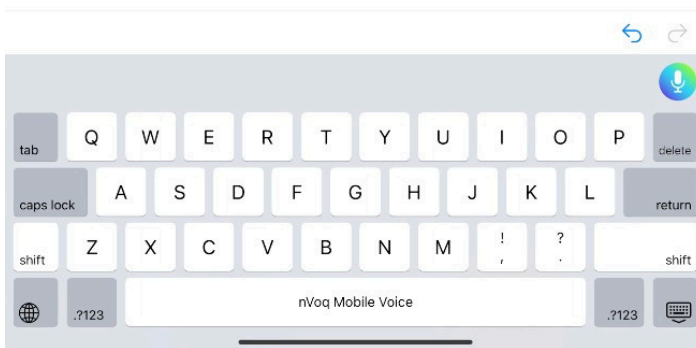 Q W E R T Y U I O P
tab delete
A S D F G H J K L
caps lock return
Z X C V B N M ! ?
shift , . shift
.?123 nVoq Mobile Voice .?123